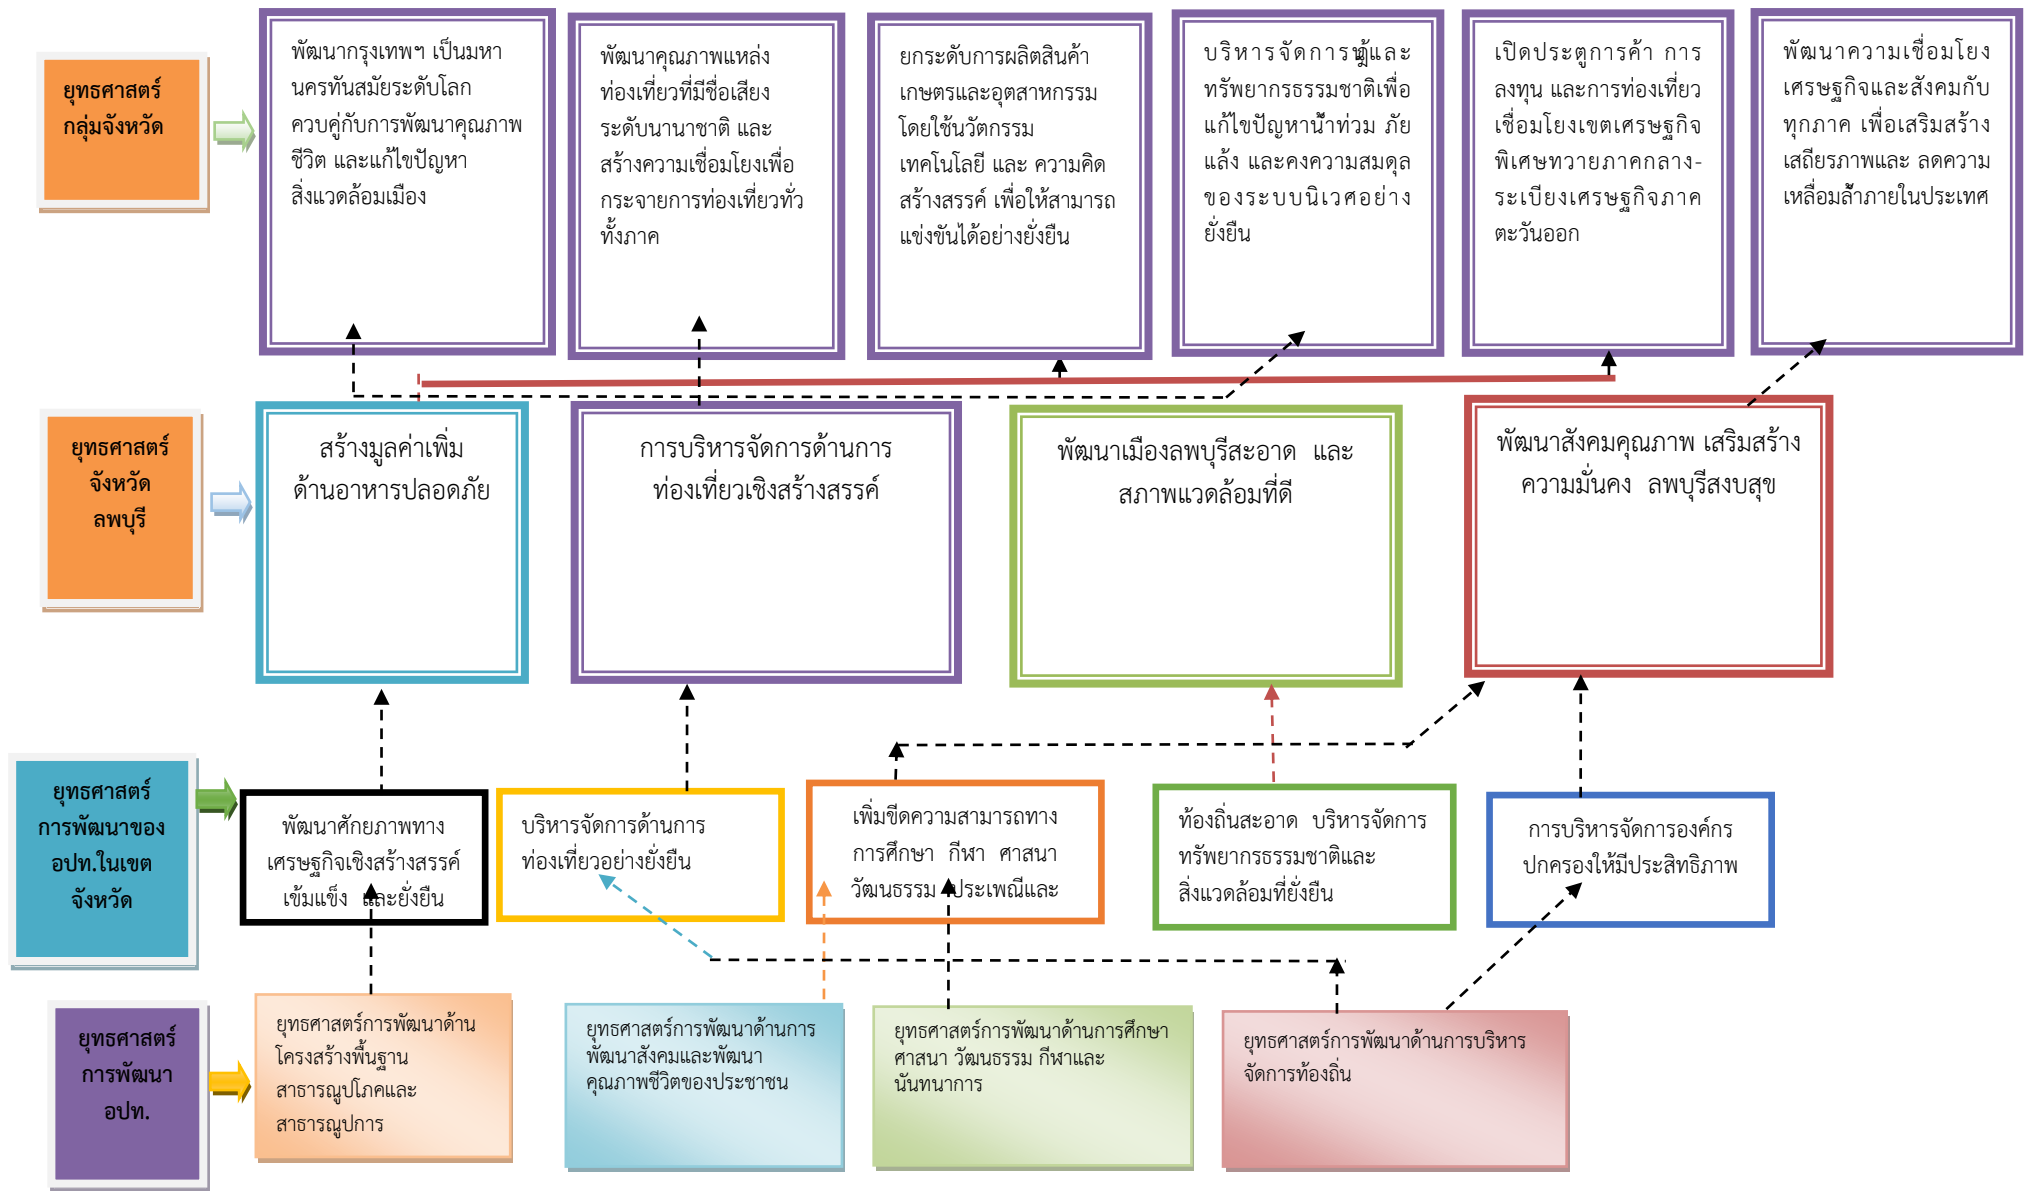 ยุทธศาสตร์
กลุ่มจังหวัด
พัฒนากรุงเทพฯ เป็นมหา
นครทันสมัยระดับโลก
ควบคู่กับการพัฒนาคุณภาพ
ชีวิต และแก้ไขปัญหา
สิ่งแวดล้อมเมือง
พัฒนาคุณภาพแหล่ง
ท่องเที่ยวที่มีชื่อเสียง
ระดับนานาชาติ และ
สร้างความเชื่อมโยงเพื่อ
กระจายการท่องเที่ยวทั่ว
ทั้งภาค
ยกระดับการผลิตสินค้า
เกษตรและอุตสาหกรรม
โดยใช้นวัตกรรม
เทคโนโลยี และ ความคิด
สร้างสรรค์ เพื่อให้สามารถ
แข่งขันได้อย่างยั่งยืน
บริหารจัดการ
ทรัพยากรธรรมชาติเพื่อ
แก้ไขปัญหาน้ำท่วม ภัย
แล้ง และคงความสมดุล
ของระบบนิเวศอย่าง
ยั่งยืน
เปิดประตูการค้า การ
ลงทุน และการท่องเที่ยว
เชื่อมโยงเขตเศรษฐกิจ
พิเศษทวายภาคกลาง-
ระเบียงเศรษฐกิจภาค
ตะวันออก
พัฒนาความเชื่อมโยง
เศรษฐกิจและสังคมกับ
ทุกภาค เพื่อเสริมสร้าง
เสถียรภาพและ ลดความ
เหลื่อมล้ำภายในประเทศ
ยุทธศาสตร์
จังหวัด
ลพบุรี
สร้างมูลค่าเพิ่ม
ด้านอาหารปลอดภัย
การบริหารจัดการด้านการ
ท่องเที่ยวเชิงสร้างสรรค์
พัฒนาเมืองลพบุรีสะอาด และ
สภาพแวดล้อมที่ดี
พัฒนาสังคมคุณภาพ เสริมสร้าง
ความมั่นคง ลพบุรีสงบสุข
ยุทธศาสตร์
การพัฒนาของ
อปท.ในเขต
จังหวัด
พัฒนาศักยภาพทาง
เศรษฐกิจเชิงสร้างสรรค์
เข้มแข็ง และยั่งยืน
บริหารจัดการด้านการ
ท่องเที่ยวอย่างยั่งยืน
เพิ่มขีดความสามารถทาง
การศึกษา กีฬา ศาสนา
วัฒนธรรม ประเพณีและ
ท้องถิ่นสะอาด บริหารจัดการ
ทรัพยากรธรรมชาติและ
สิ่งแวดล้อมที่ยั่งยืน
การบริหารจัดการองค์กร
ปกครองให้มีประสิทธิภาพ
ยุทธศาสตร์
การพัฒนา
อปท.
ยุทธศาสตร์การพัฒนาด้าน
โครงสร้างพื้นฐาน
สาธารณูปโภคและ
สาธารณูปการ
ยุทธศาสตร์การพัฒนาด้านการ
พัฒนาสังคมและพัฒนา
คุณภาพชีวิตของประชาชน
ยุทธศาสตร์การพัฒนาด้านการศึกษา
ศาสนา วัฒนธรรม กีฬาและ
นันทนาการ
ยุทธศาสตร์การพัฒนาด้านการบริหาร
จัดการท้องถิ่น